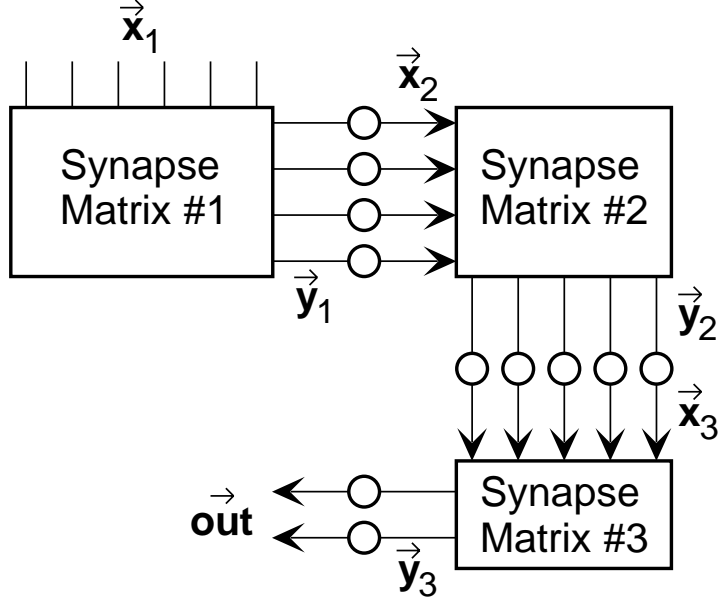 x⃗1
Synapse
Matrix #1
x⃗2
Synapse
Matrix #2
y⃗1
y⃗2
x⃗3
Synapse
Matrix #3
out⃗
y⃗3